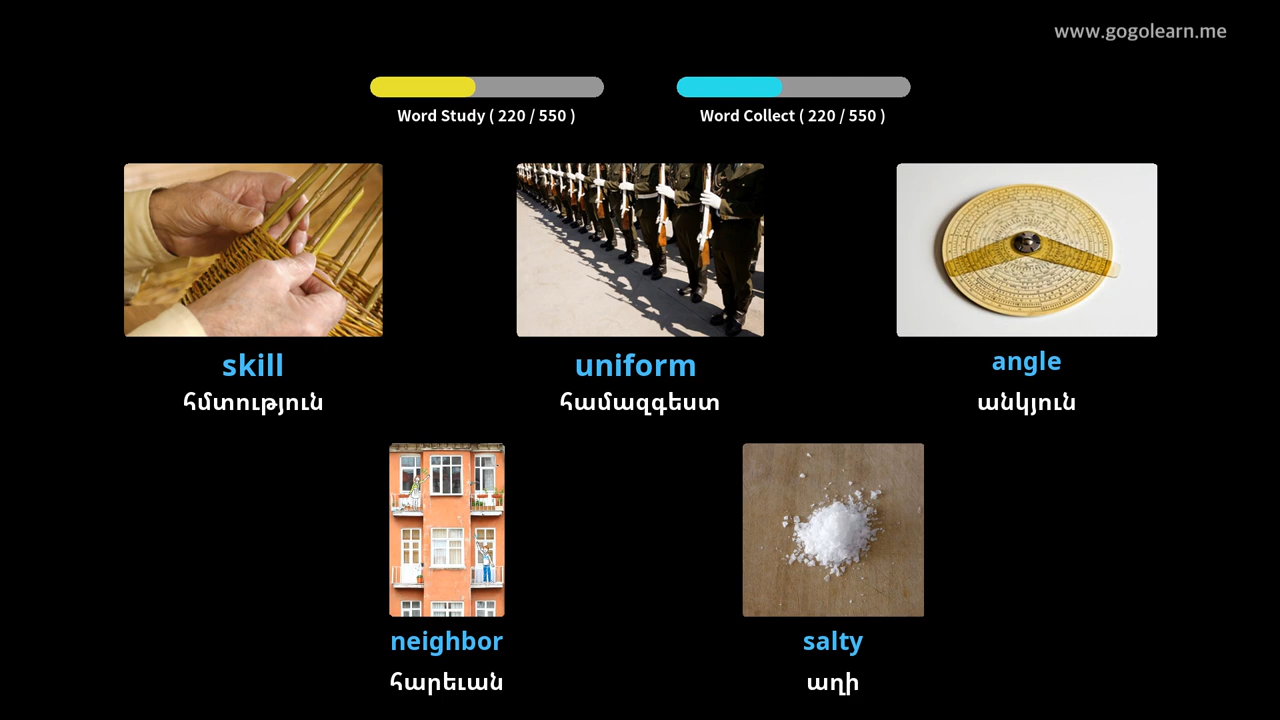 www.gogolearn.me
Word Study ( 220 / 550 )
Word Collect ( 220 / 550 )
skill
հմտություն
uniform
համազգեստ
angle
անկյուն
neighbor
հարեւան
salty
աղի